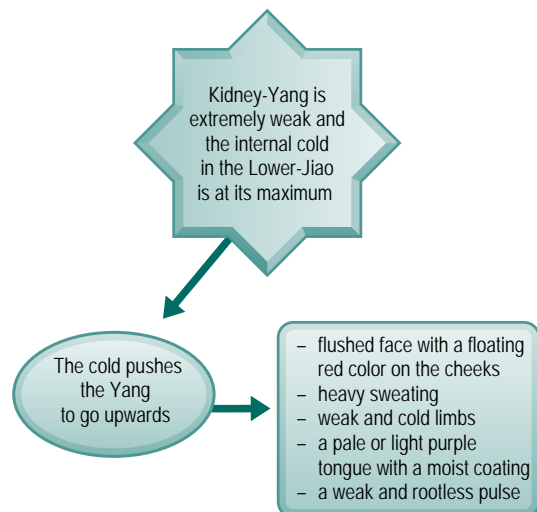 Kidney-Yang is
extremely weak and
the internal cold
in the Lower-Jiao
is at its maximum
The cold pushes
the Yang
to go upwards
– flushed face with a floating
red color on the cheeks
– heavy sweating
– weak and cold limbs
– a pale or light purple
tongue with a moist coating
– a weak and rootless pulse